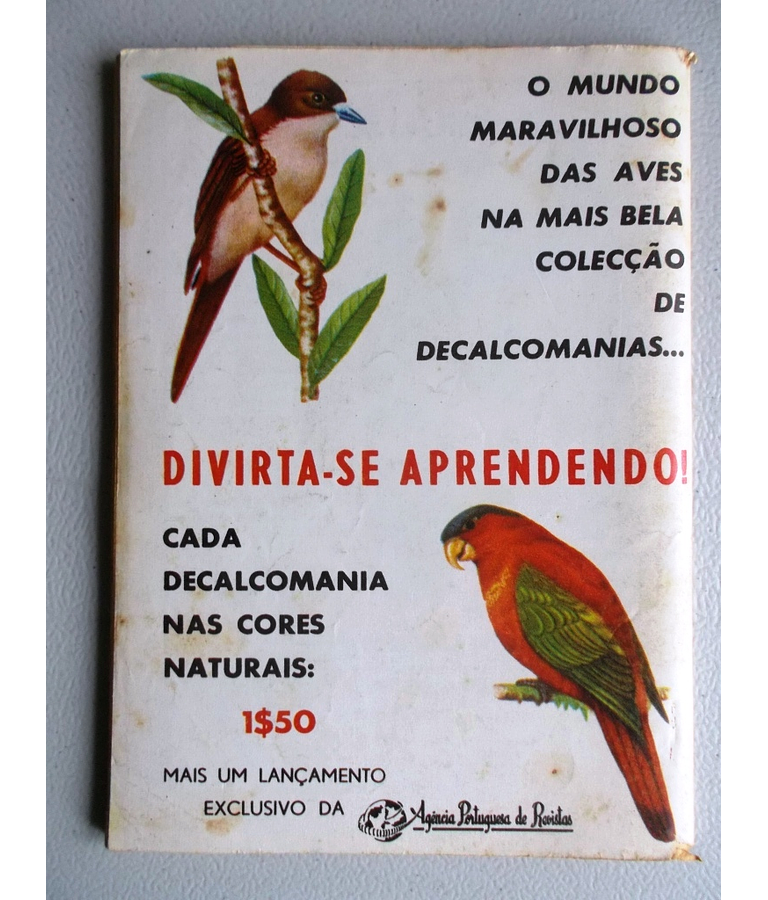 O MUNDO
MARAVILHOSO
DAS AVES
NA MAIS BELA
COLECÇÃO
DE
DECALCOMANIAS...
DIVIRTA-SE APRENDENDO!
CADA
DECALCOMANIA
NAS CORES
NATURAIS:
1$50
MAIS UM LANÇAMENTO
EXCLUSIVO DA Agência Portuguesa de Revistas